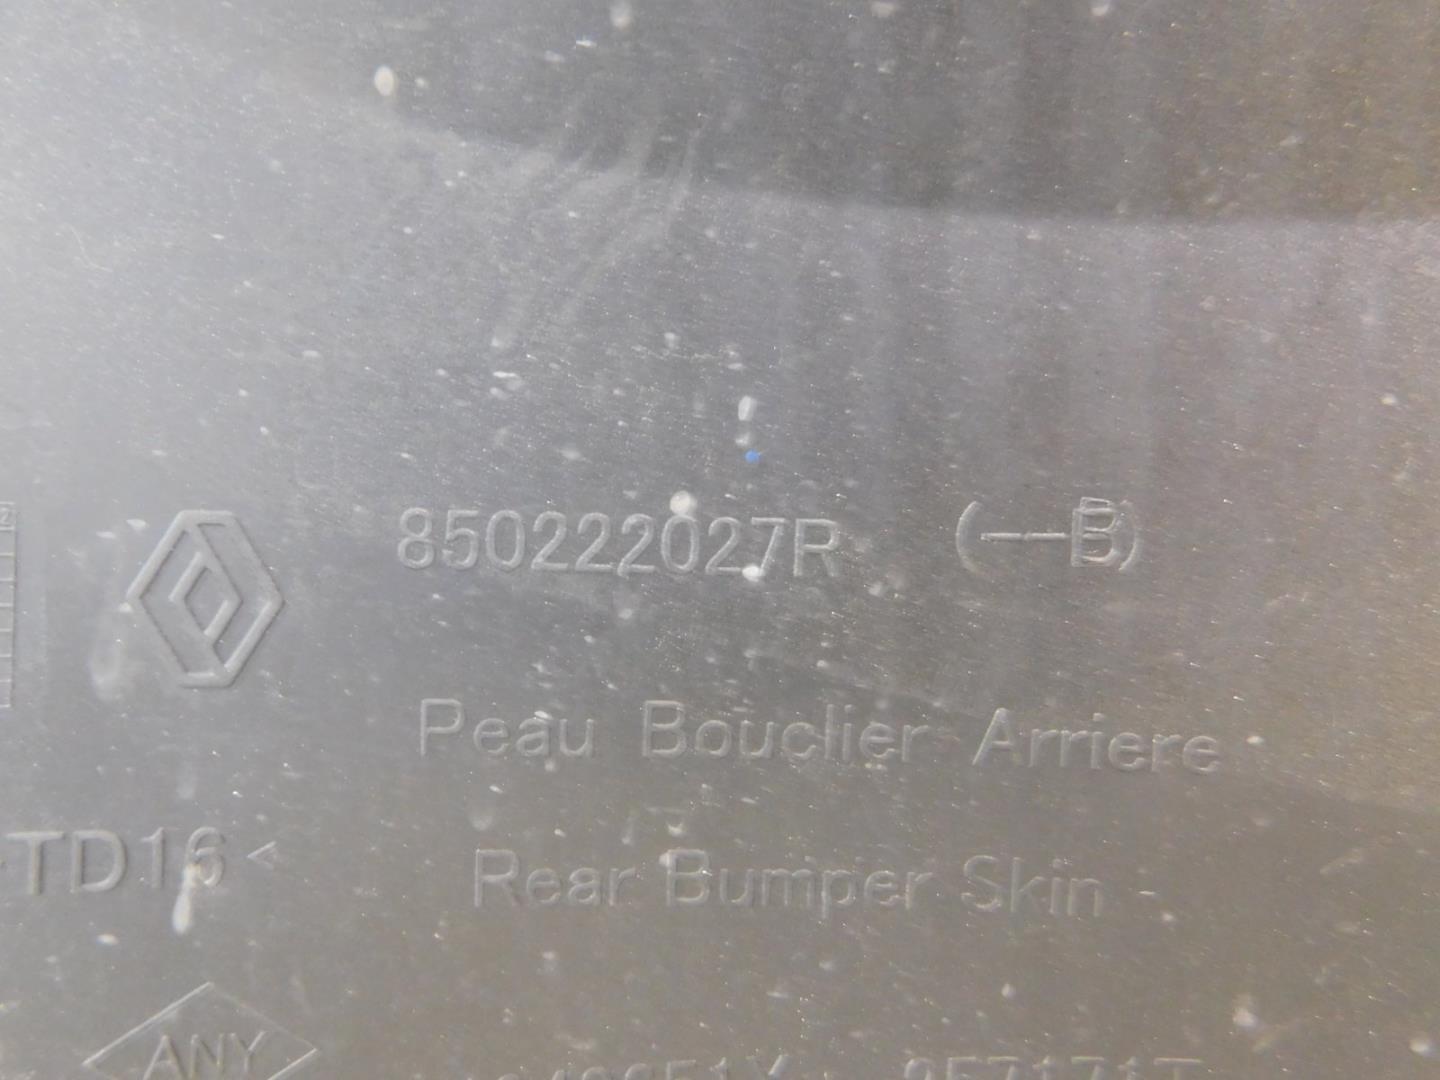 850222027R (--B)
Peau Bouclier Arriere
TD16<
Rear Bumper Skin
ANY